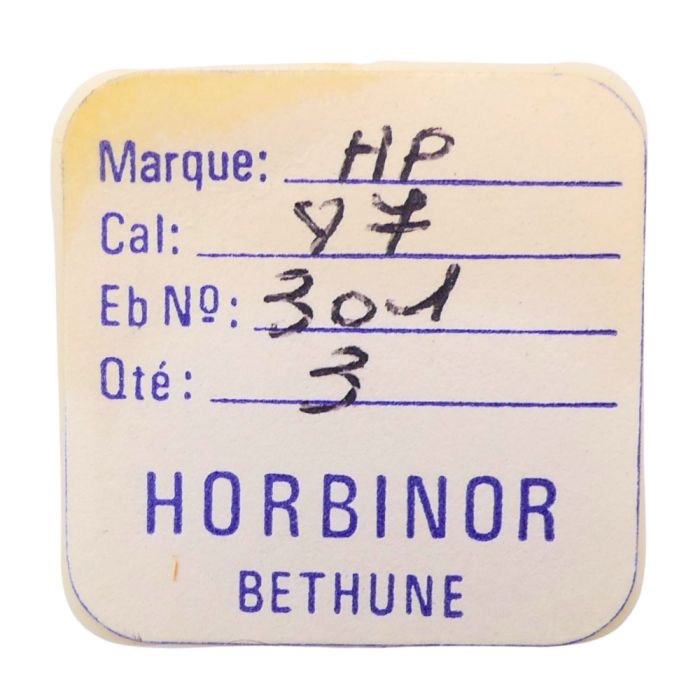 Marque: HP
Cal: 97
Eb Nº: 301
Qté: 3
HORBINOR
BETHUNE